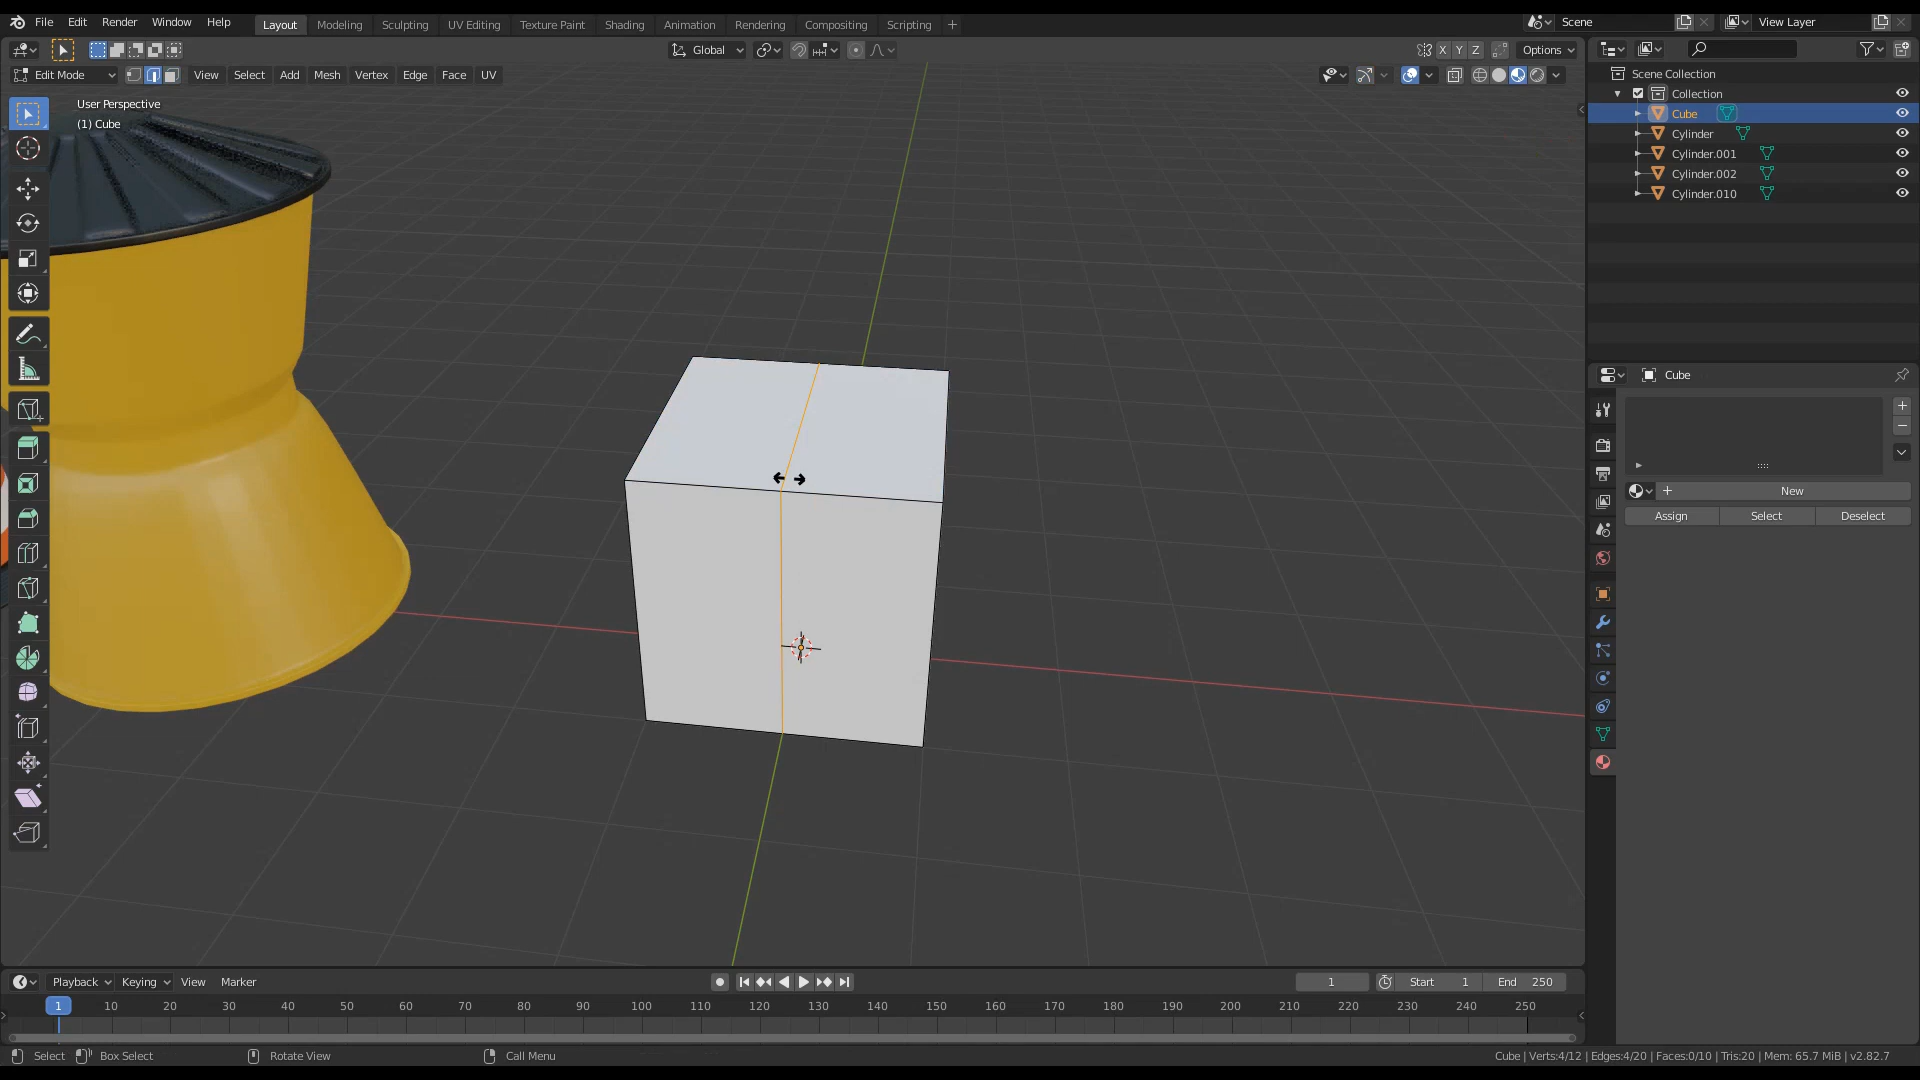 File Edit Render Window Help Layout Modeling Sculpting UV Editing Texture Paint Shading Animation Rendering Compositing Scripting + Scene View Layer
Global X Y Z Options
Edit Mode View Select Add Mesh Vertex Edge Face UV
User Perspective
(1) Cube
Scene Collection
Collection
Cube
Cylinder
Cylinder.001
Cylinder.002
Cylinder.010
Cube
New
Assign Select Deselect
Playback Keying View Marker 1 Start 1 End 250
1 10 20 30 40 50 60 70 80 90 100 110 120 130 140 150 160 170 180 190 200 210 220 230 240 250
Select Box Select Rotate View Call Menu Cube | Verts:4/12 | Edges:4/20 | Faces:0/10 | Tris:20 | Mem: 65.7 MiB | v2.82.7